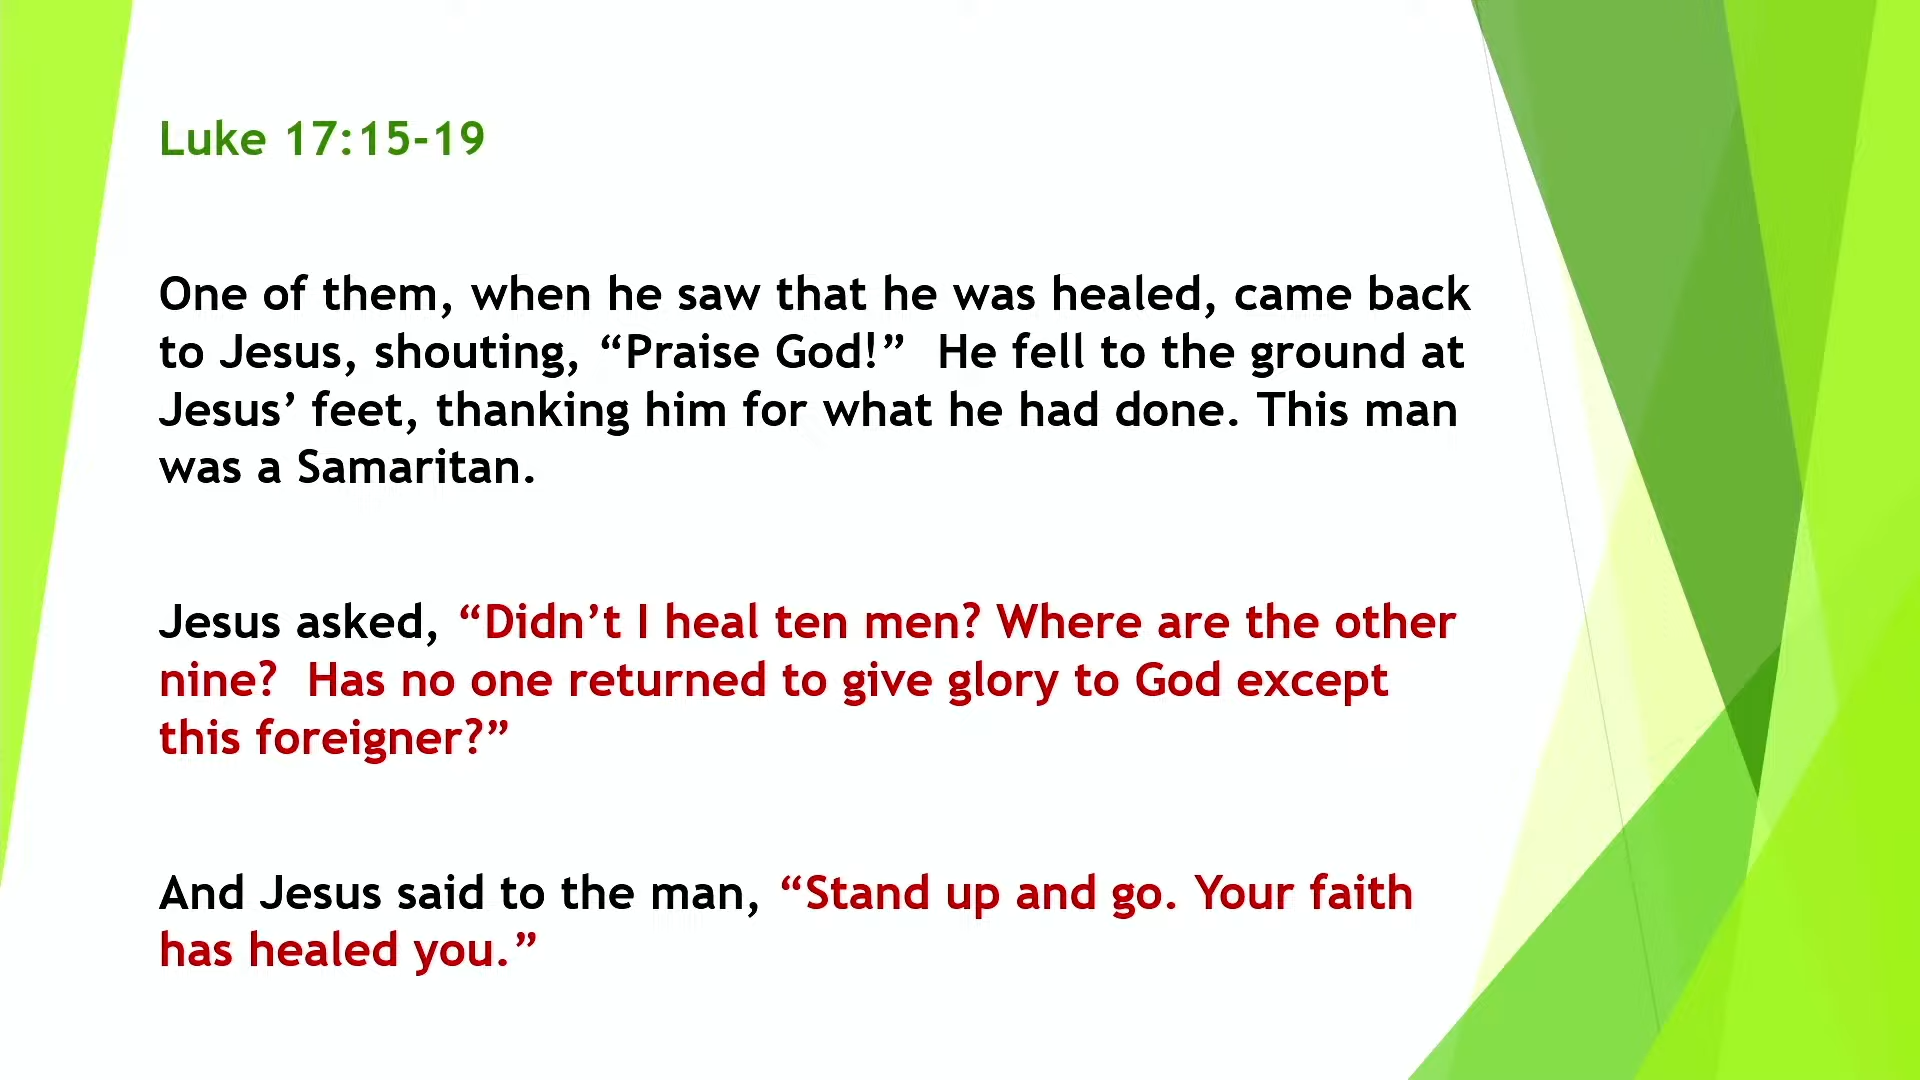 Luke 17:15-19
One of them, when he saw that he was healed, came back
to Jesus, shouting, “Praise God!”  He fell to the ground at
Jesus’ feet, thanking him for what he had done. This man
was a Samaritan.
Jesus asked, “Didn’t I heal ten men? Where are the other
nine?  Has no one returned to give glory to God except
this foreigner?”
And Jesus said to the man, “Stand up and go. Your faith
has healed you.”